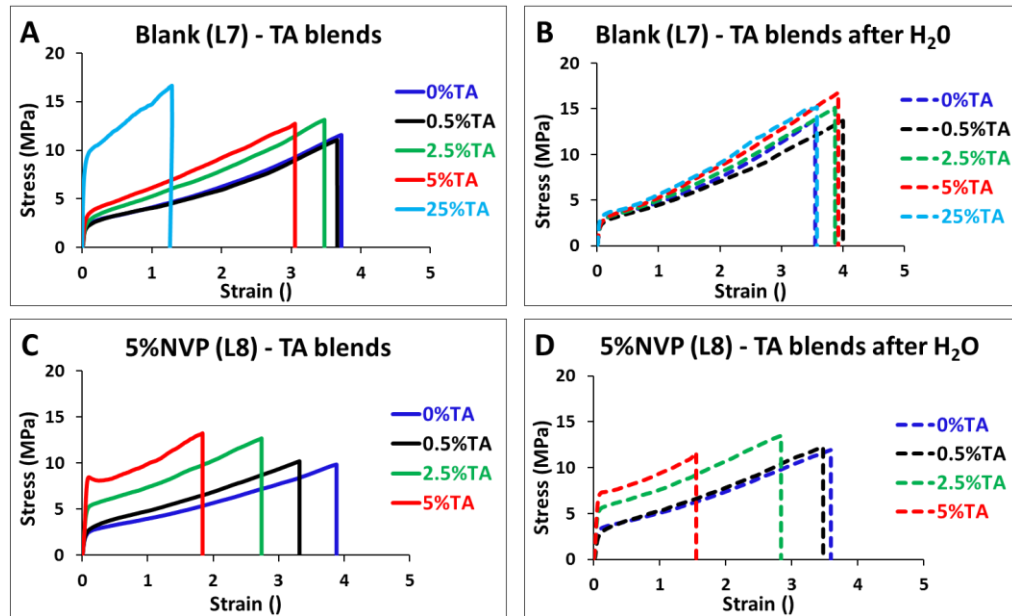 A
Blank (L7) - TA blends
20
15
10
5
0
Stress (MPa)
0 1 2 3 4 5
Strain ()
0%TA
0.5%TA
2.5%TA
5%TA
25%TA
B
Blank (L7) - TA blends after H₂0
20
15
10
5
0
Stress (MPa)
0 1 2 3 4 5
Strain ()
0%TA
0.5%TA
2.5%TA
5%TA
25%TA
C
5%NVP (L8) - TA blends
20
15
10
5
0
Stress (MPa)
0 1 2 3 4 5
Strain ()
0%TA
0.5%TA
2.5%TA
5%TA
D
5%NVP (L8) - TA blends after H₂O
20
15
10
5
0
Stress (MPa)
0 1 2 3 4 5
Strain ()
0%TA
0.5%TA
2.5%TA
5%TA